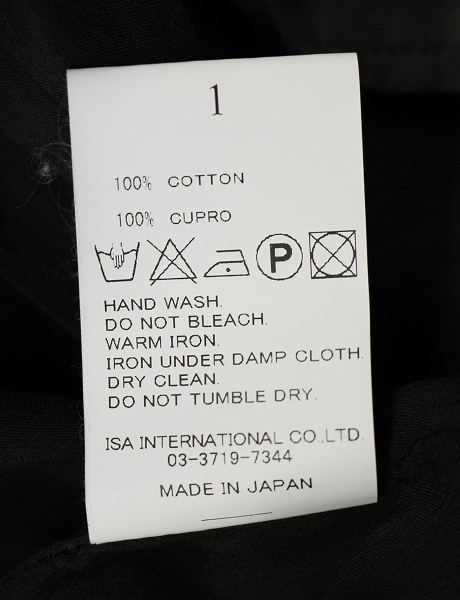 1
100% COTTON
100% CUPRO
P
HAND WASH.
DO NOT BLEACH.
WARM IRON.
IRON UNDER DAMP CLOTH.
DRY CLEAN.
DO NOT TUMBLE DRY.
ISA INTERNATIONAL CO.,LTD.
03-3719-7344
MADE IN JAPAN